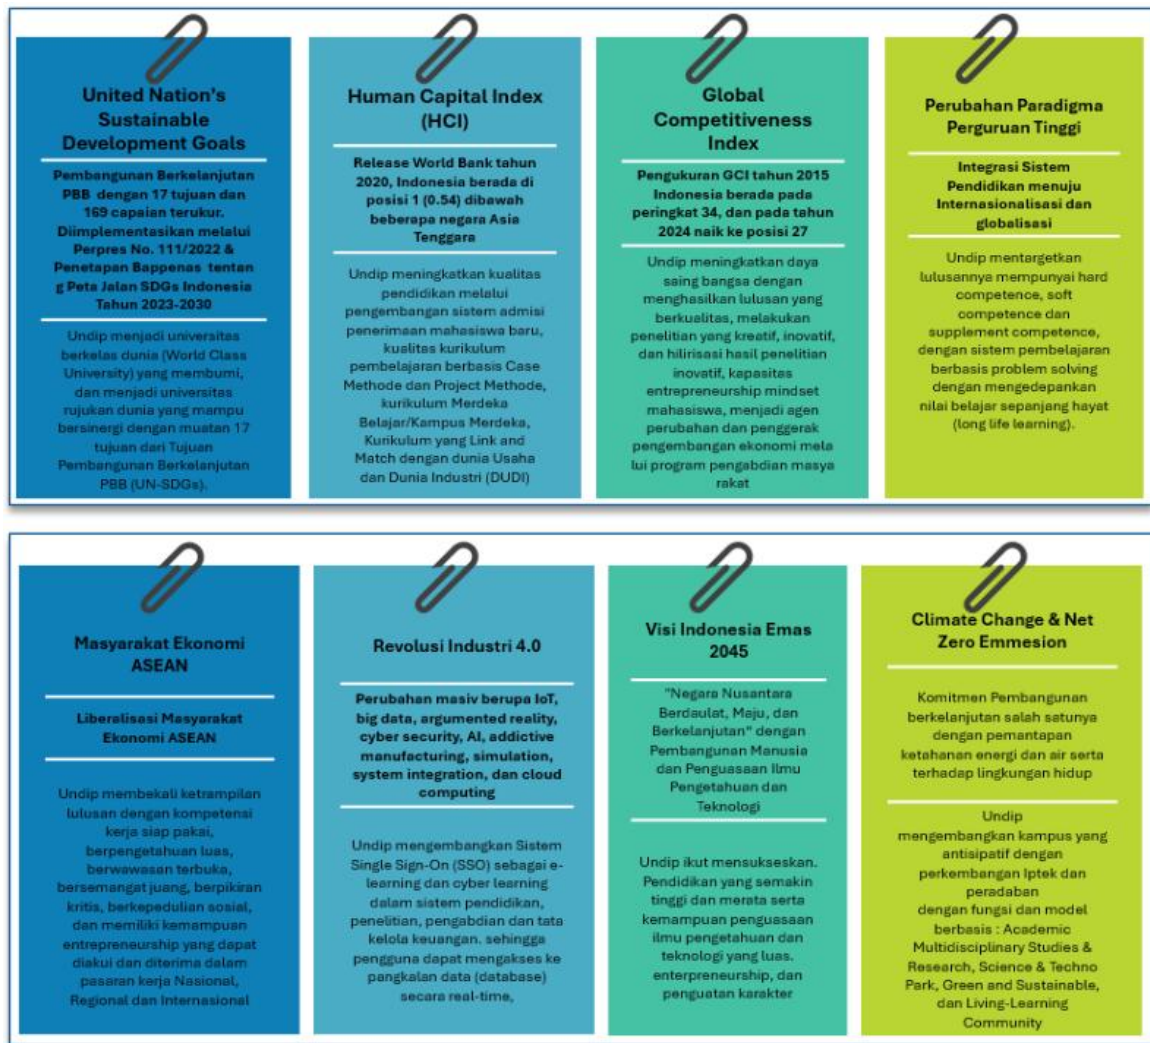 United Nation's
Sustainable
Development Goals
Pembangunan Berkelanjutan
PBB dengan 17 tujuan dan
169 capaian terukur.
Diimplementasikan melalui
Perpres No. 111/2022 &
Penetapan Bappenas tentan
g Peta Jalan SDGs Indonesia
Tahun 2023-2030
Undip menjadi universitas
berkelas dunia (World Class
University) yang membumi,
dan menjadi universitas
rujukan dunia yang mampu
bersinergi dengan muatan 17
tujuan dari Tujuan
Pembangunan Berkelanjutan
PBB (UN-SDGs).
Human Capital Index
(HCI)
Release World Bank tahun
2020, Indonesia berada di
posisi 1 (0.54) dibawah
beberapa negara Asia
Tenggara
Undip meningkatkan kualitas
pendidikan melalui
pengembangan sistem admisi
penerimaan mahasiswa baru,
kualitas kurikulum
pembelajaran berbasis Case
Methode dan Project Methode,
kurikulum Merdeka
Belajar/Kampus Merdeka,
Kurikulum yang Link and
Match dengan dunia Usaha
dan Dunia Industri (DUDI)
Global
Competitiveness
Index
Pengukuran GCI tahun 2015
Indonesia berada pada
peringkat 34, dan pada tahun
2024 naik ke posisi 27
Undip meningkatkan daya
saing bangsa dengan
menghasilkan lulusan yang
berkualitas, melakukan
penelitian yang kreatif, inovatif,
dan hilirisasi hasil penelitian
inovatif, kapasitas
entrepreneurship mindset
mahasiswa, menjadi agen
perubahan dan penggerak
pengembangan ekonomi mela
lui program pengabdian masya
rakat
Perubahan Paradigma
Perguruan Tinggi
Integrasi Sistem
Pendidikan menuju
Internasionalisasi dan
globalisasi
Undip mentargetkan
lulusannya mempunyai hard
competence, soft
competence dan
supplement competence,
dengan sistem pembelajaran
berbasis problem solving
dengan mengedepankan
nilai belajar sepanjang hayat
(long life learning).
Masyarakat Ekonomi
ASEAN
Liberalisasi Masyarakat
Ekonomi ASEAN
Undip membekali ketrampilan
lulusan dengan kompetensi
kerja siap pakai,
berpengetahuan luas,
berwawasan terbuka,
bersemangat juang, berpikiran
kritis, berkepedulian sosial,
dan memiliki kemampuan
entrepreneurship yang dapat
diakui dan diterima dalam
pasaran kerja Nasional,
Regional dan Internasional
Revolusi Industri 4.0
Perubahan masiv berupa IoT,
big data, argumented reality,
cyber security, AI, addictive
manufacturing, simulation,
system integration, dan cloud
computing
Undip mengembangkan Sistem
Single Sign-On (SSO) sebagai e-
learning dan cyber learning
dalam sistem pendidikan,
penelitian, pengabdian dan tata
kelola keuangan. sehingga
pengguna dapat mengakses ke
pangkalan data (database)
secara real-time,
Visi Indonesia Emas
2045
"Negara Nusantara
Berdaulat, Maju, dan
Berkelanjutan" dengan
Pembangunan Manusia
dan Penguasaan Ilmu
Pengetahuan dan
Teknologi
Undip ikut mensukseskan.
Pendidikan yang semakin
tinggi dan merata serta
kemampuan penguasaan
ilmu pengetahuan dan
teknologi yang luas.
enterpreneurship, dan
penguatan karakter
Climate Change & Net
Zero Emmesion
Komitmen Pembangunan
berkelanjutan salah satunya
dengan pemantapan
ketahanan energi dan air serta
terhadap lingkungan hidup
Undip
mengembangkan kampus yang
antisipatif dengan
perkembangan Iptek dan
peradaban
dengan fungsi dan model
berbasis : Academic
Multidisciplinary Studies &
Research, Science & Techno
Park, Green and Sustainable,
dan Living-Learning
Community